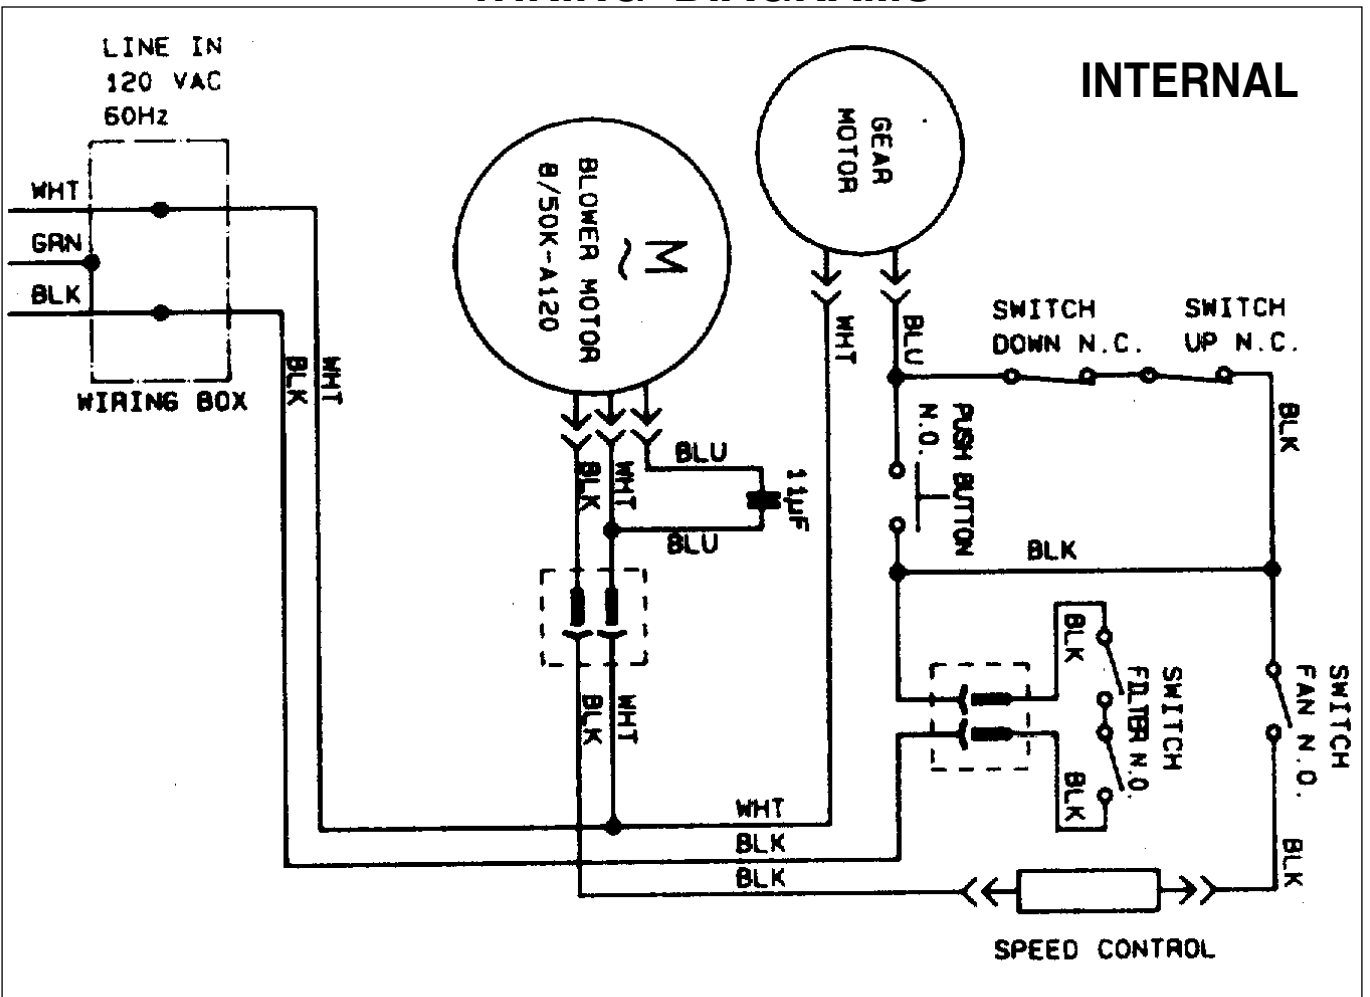 INTERNAL
LINE IN
120 VAC
60Hz
WHT
GRN
BLK
WIRING BOX
BLK
WHT
BLOWER MOTOR
8/50K-A120
M
~
GEAR
MOTOR
WHT
BLU
SWITCH
DOWN N.C.
SWITCH
UP N.C.
BLK
PUSH BUTTON
N.O.
BLK
WHT
BLU
BLU
11µF
BLK
BLK
WHT
BLK
BLK
SWITCH
FILTER N.O.
SWITCH
FAN N.O.
BLK
WHT
BLK
BLK
SPEED CONTROL